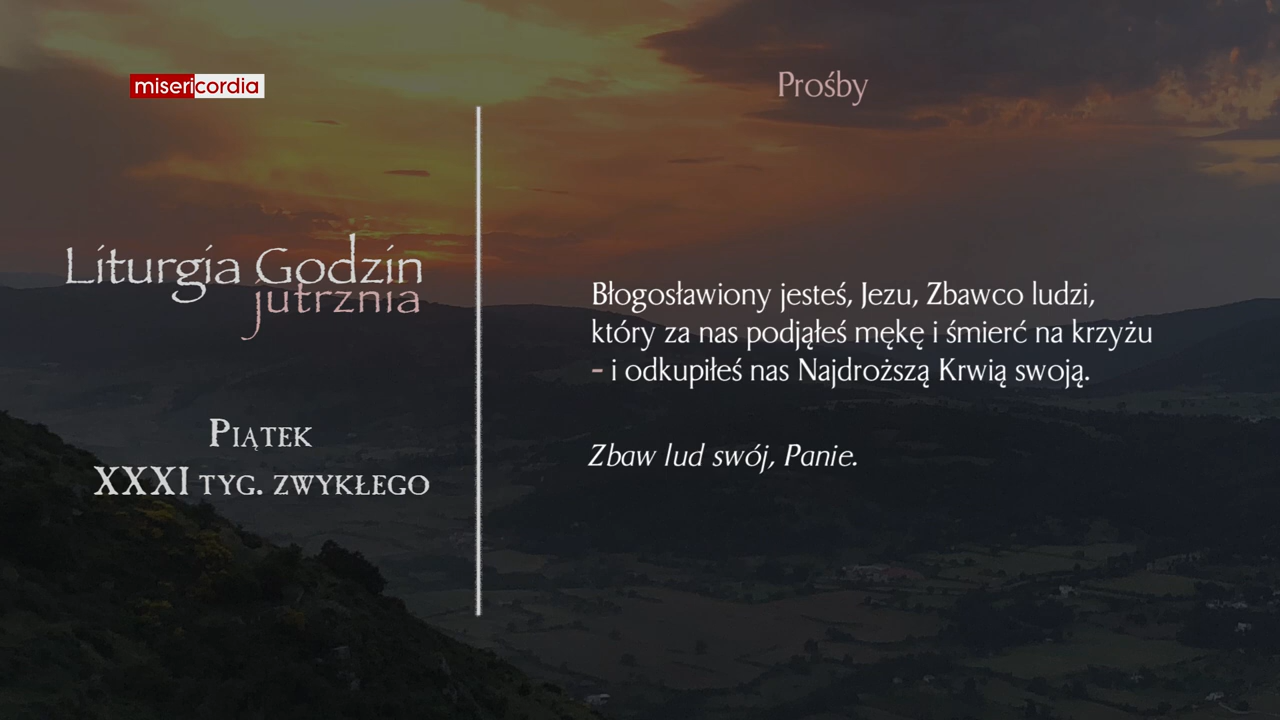 misericordia
Liturgia Godzin
jutrznia
Piątek
XXXI tyg. zwykłego
Prośby
Błogosławiony jesteś, Jezu, Zbawco ludzi,
który za nas podjąłeś mękę i śmierć na krzyżu
- i odkupiłeś nas Najdroższą Krwią swoją.
Zbaw lud swój, Panie.